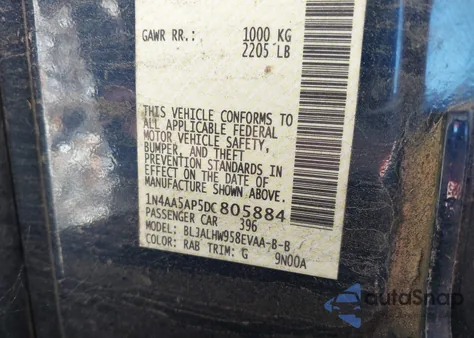 GAWR RR.: 1000 KG
2205 LB
THIS VEHICLE CONFORMS TO
ALL APPLICABLE FEDERAL
MOTOR VEHICLE SAFETY,
BUMPER, AND THEFT
PREVENTION STANDARDS IN
EFFECT ON THE DATE OF
MANUFACTURE SHOWN ABOVE.
1N4AA5AP5DC805884
PASSENGER CAR 396
MODEL: BL3ALHW958EVAA-B-B
COLOR: RAB TRIM: G 9N00A
autoSnap